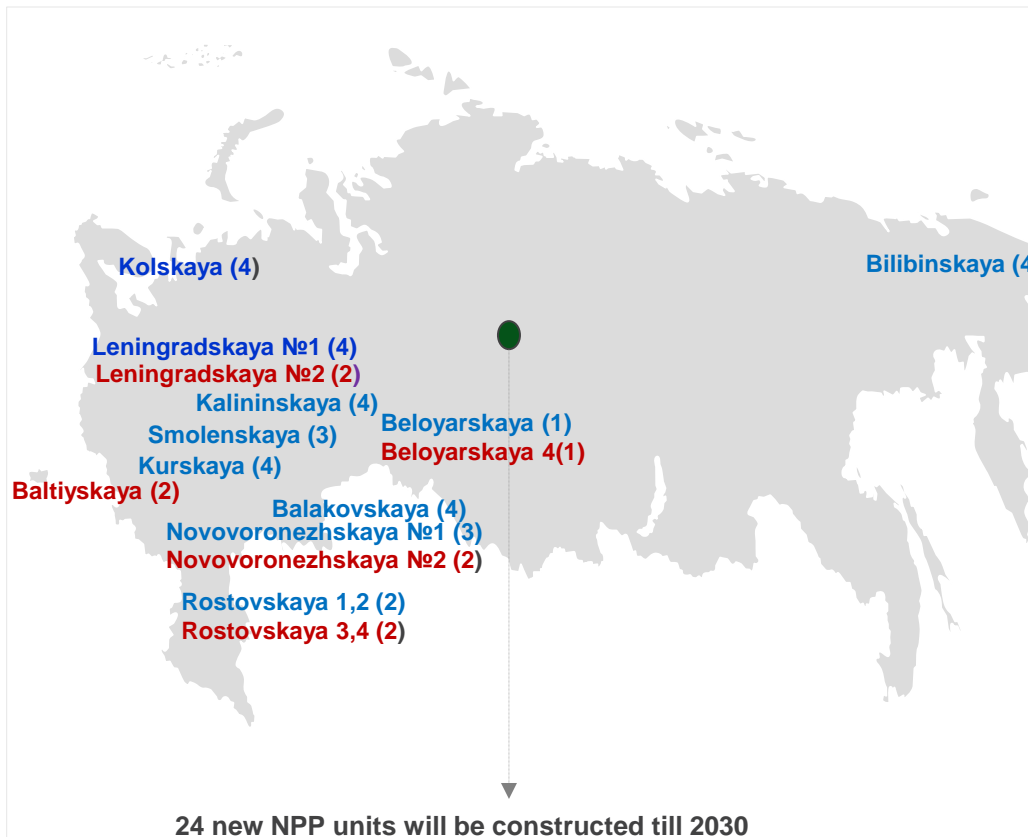 Kolskaya (4)
Bilibinskaya (4
Leningradskaya №1 (4)
Leningradskaya №2 (2)
Kalininskaya (4)
Beloyarskaya (1)
Smolenskaya (3)
Beloyarskaya 4(1)
Kurskaya (4)
Baltiyskaya (2)
Balakovskaya (4)
Novovoronezhskaya №1 (3)
Novovoronezhskaya №2 (2)
Rostovskaya 1,2 (2)
Rostovskaya 3,4 (2)
24 new NPP units will be constructed till 2030